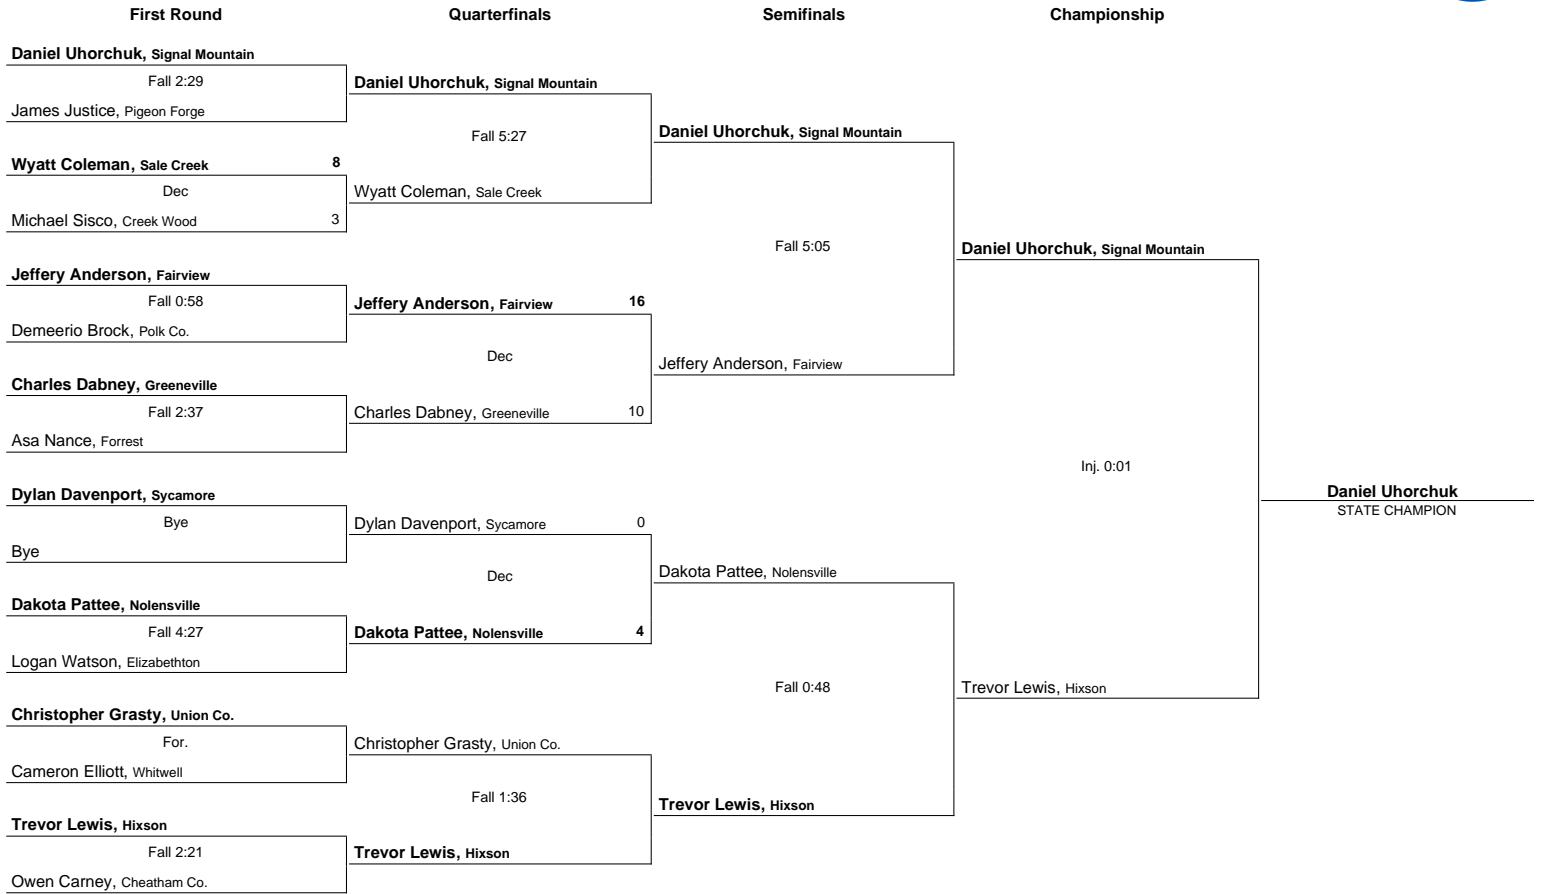 First Round Quarterfinals Semifinals Championship
Daniel Uhorchuk, Signal Mountain
Fall 2:29
James Justice, Pigeon Forge
Wyatt Coleman, Sale Creek 8
Dec
Michael Sisco, Creek Wood 3
Jeffery Anderson, Fairview
Fall 0:58
Demeerio Brock, Polk Co.
Charles Dabney, Greeneville
Fall 2:37
Asa Nance, Forrest
Dylan Davenport, Sycamore
Bye
Bye
Dakota Pattee, Nolensville
Fall 4:27
Logan Watson, Elizabethton
Christopher Grasty, Union Co.
For.
Cameron Elliott, Whitwell
Trevor Lewis, Hixson
Fall 2:21
Owen Carney, Cheatham Co.
Daniel Uhorchuk, Signal Mountain
Fall 5:27
Wyatt Coleman, Sale Creek
Jeffery Anderson, Fairview 16
Dec
Charles Dabney, Greeneville 10
Dylan Davenport, Sycamore 0
Dec
Dakota Pattee, Nolensville 4
Christopher Grasty, Union Co.
Fall 1:36
Trevor Lewis, Hixson
Daniel Uhorchuk, Signal Mountain
Fall 5:05
Jeffery Anderson, Fairview
Dakota Pattee, Nolensville
Fall 0:48
Trevor Lewis, Hixson
Daniel Uhorchuk, Signal Mountain
Inj. 0:01
Trevor Lewis, Hixson
Daniel Uhorchuk
STATE CHAMPION